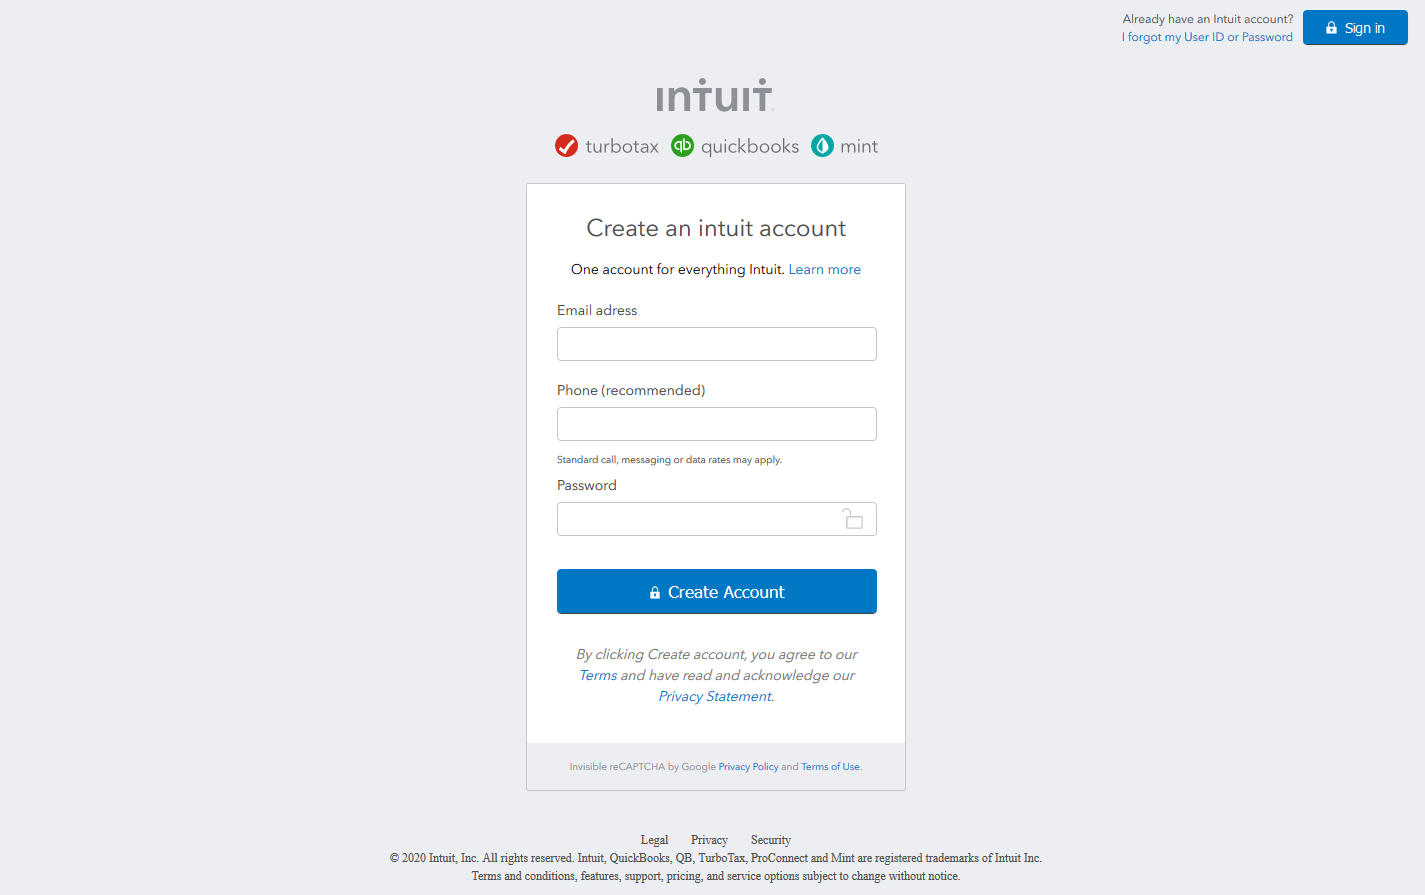 Already have an Intuit account?
I forgot my User ID or Password
Sign in
intuit
turbotax quickbooks mint
Create an intuit account
One account for everything Intuit. Learn more
Email adress
Phone (recommended)
Standard call, messaging or data rates may apply.
Password
Create Account
By clicking Create account, you agree to our
Terms and have read and acknowledge our
Privacy Statement.
Invisible reCAPTCHA by Google Privacy Policy and Terms of Use.
Legal Privacy Security
© 2020 Intuit, Inc. All rights reserved. Intuit, QuickBooks, QB, TurboTax, ProConnect and Mint are registered trademarks of Intuit Inc.
Terms and conditions, features, support, pricing, and service options subject to change without notice.